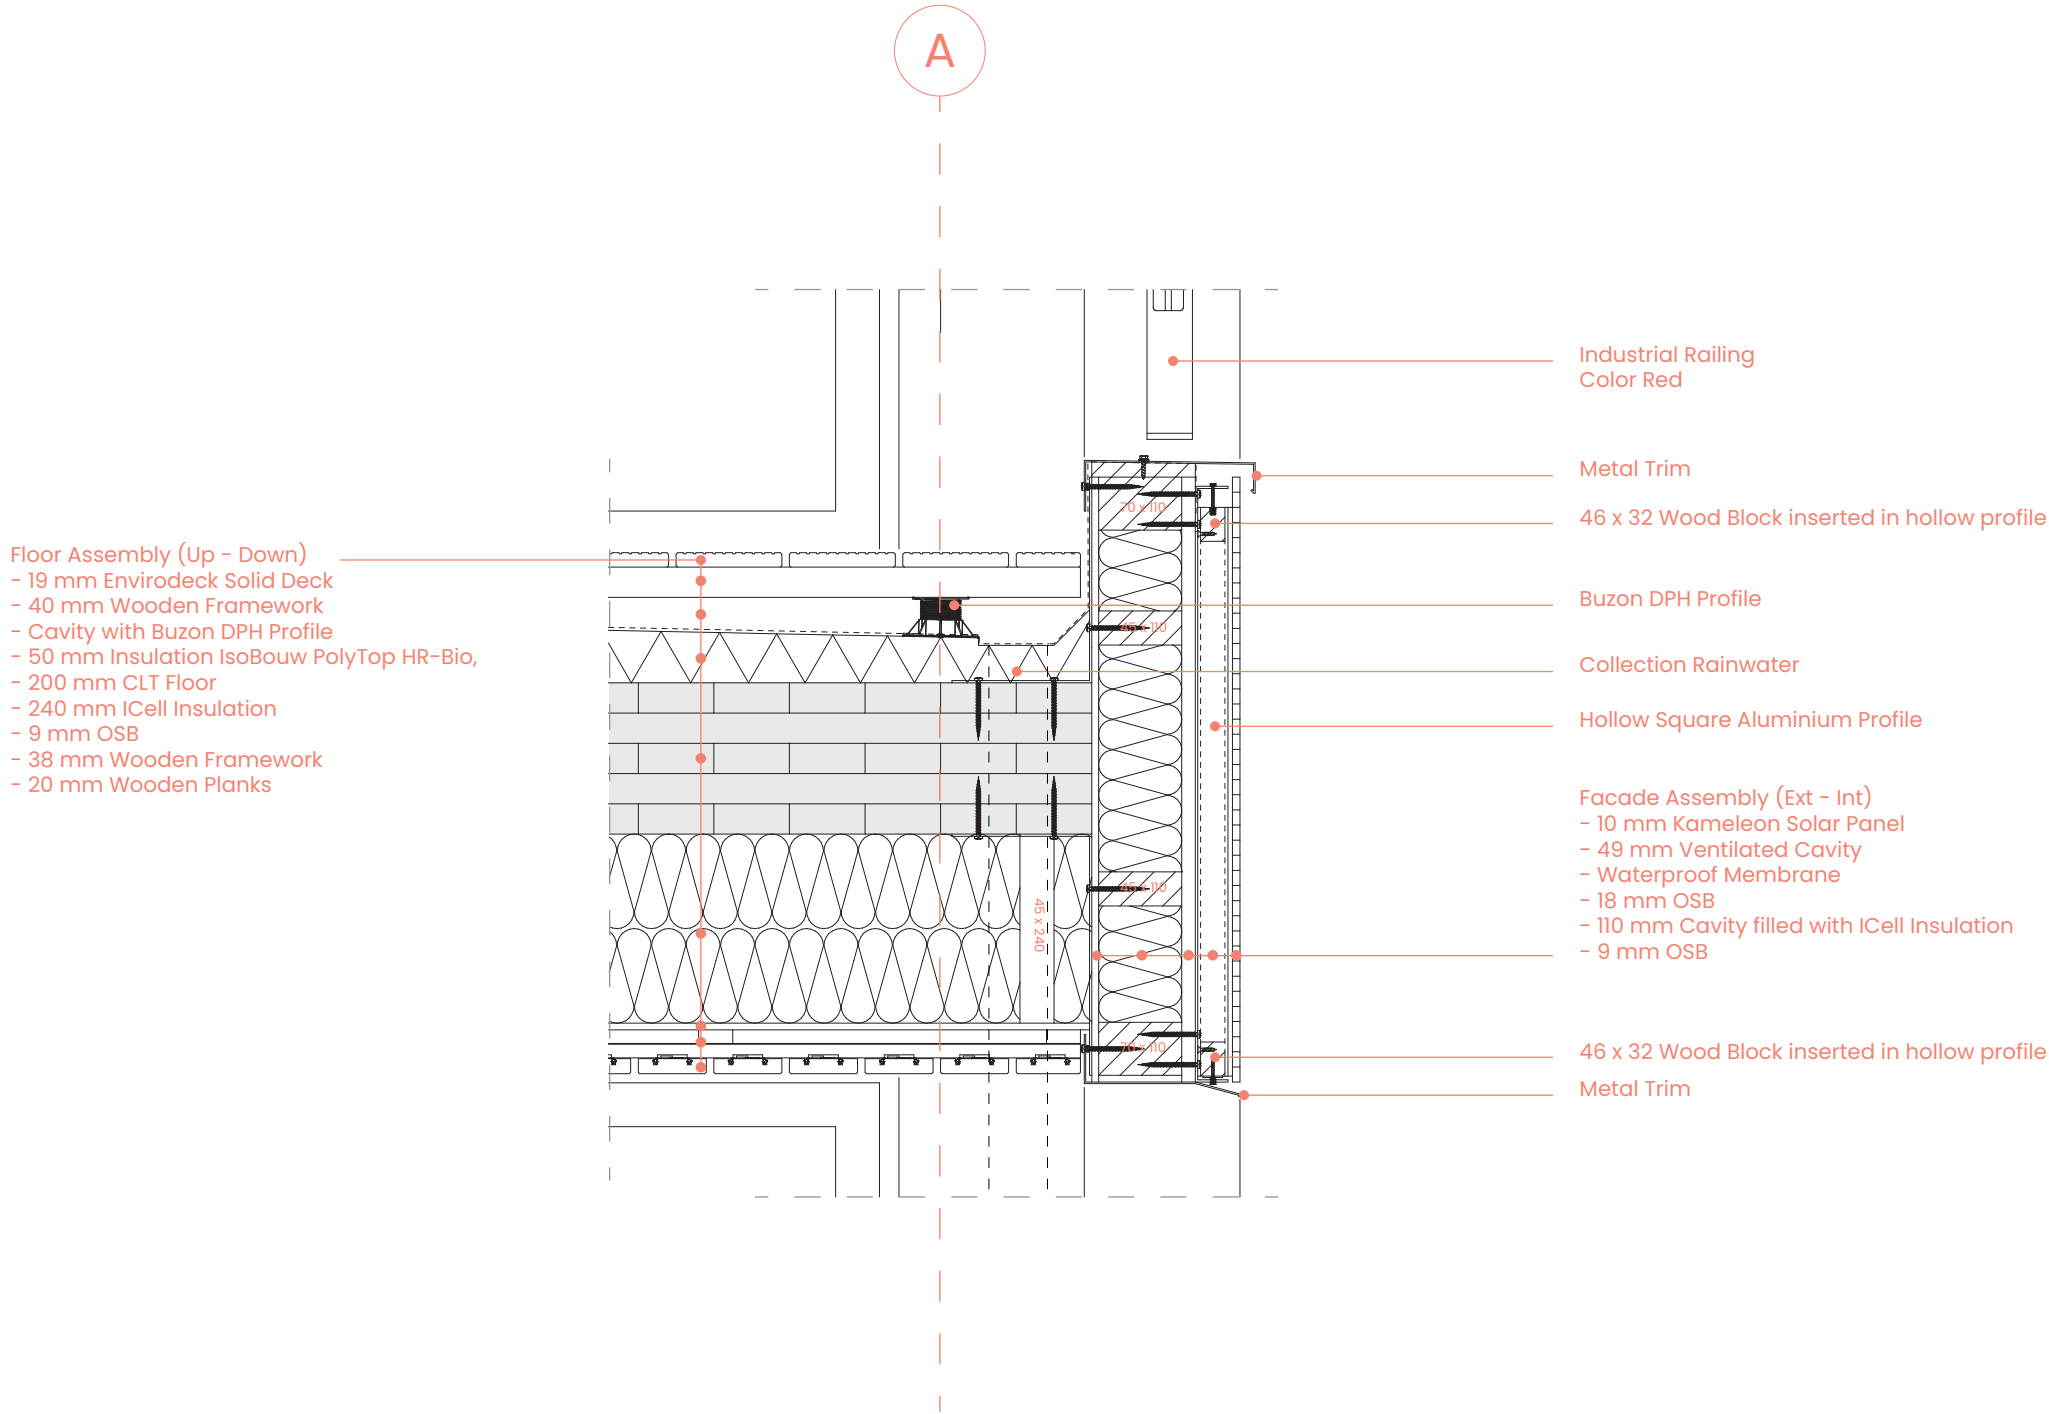 A
Industrial Railing
Color Red
Metal Trim
46 x 32 Wood Block inserted in hollow profile
Buzon DPH Profile
Collection Rainwater
Hollow Square Aluminium Profile
Facade Assembly (Ext - Int)
- 10 mm Kameleon Solar Panel
- 49 mm Ventilated Cavity
- Waterproof Membrane
- 18 mm OSB
- 110 mm Cavity filled with ICell Insulation
- 9 mm OSB
46 x 32 Wood Block inserted in hollow profile
Metal Trim
Floor Assembly (Up - Down)
- 19 mm Envirodeck Solid Deck
- 40 mm Wooden Framework
- Cavity with Buzon DPH Profile
- 50 mm Insulation IsoBouw PolyTop HR-Bio,
- 200 mm CLT Floor
- 240 mm ICell Insulation
- 9 mm OSB
- 38 mm Wooden Framework
- 20 mm Wooden Planks
70 x 110
45 x 110
45 x 110
45 x 240
70 x 110